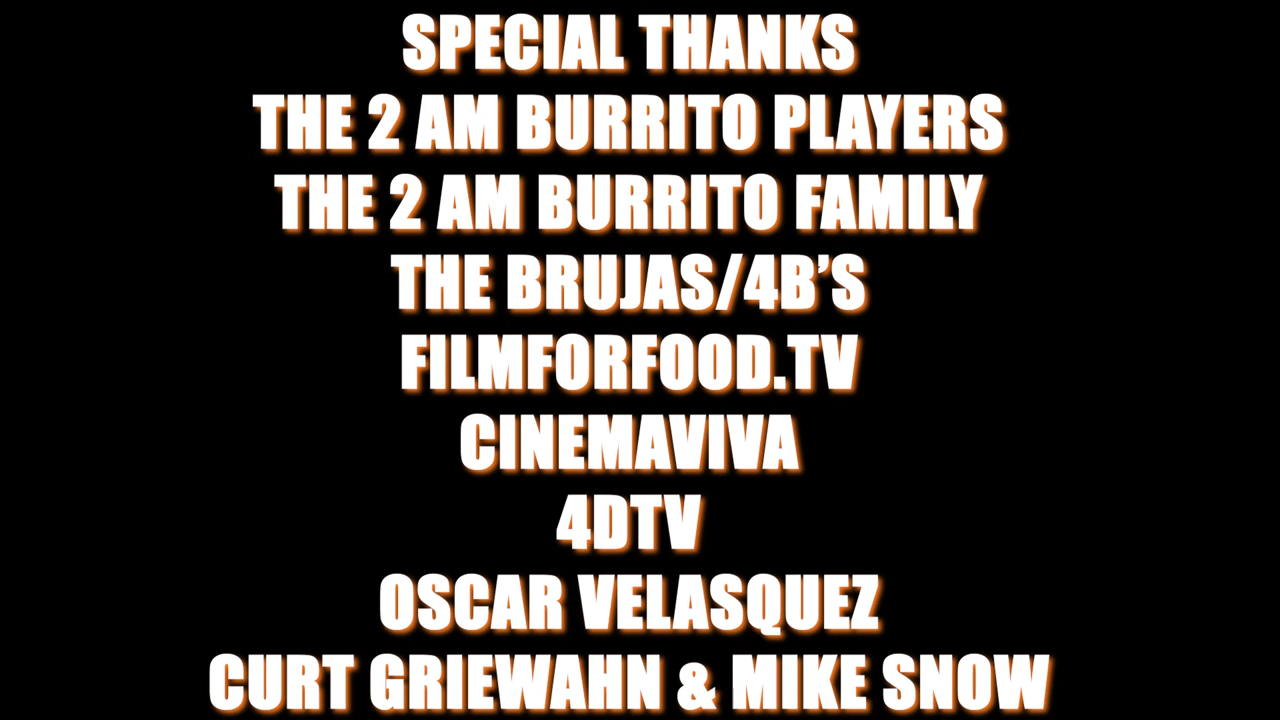 SPECIAL THANKS
THE 2 AM BURRITO PLAYERS
THE 2 AM BURRITO FAMILY
THE BRUJAS/4B’S
FILMFORFOOD.TV
CINEMAVIVA
4DTV
OSCAR VELASQUEZ
CURT GRIEWAHN & MIKE SNOW